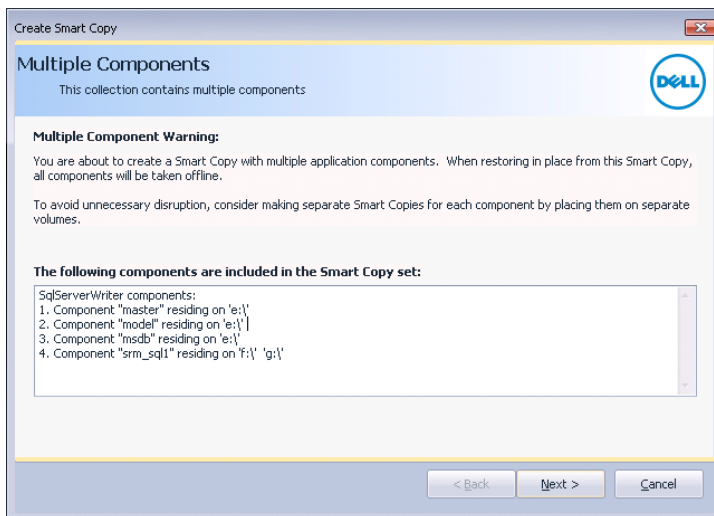 Create Smart Copy
Multiple Components
This collection contains multiple components
DELL
Multiple Component Warning:
You are about to create a Smart Copy with multiple application components.  When restoring in place from this Smart Copy,
all components will be taken offline.
To avoid unnecessary disruption, consider making separate Smart Copies for each component by placing them on separate
volumes.
The following components are included in the Smart Copy set:
SqlServerWriter components:
1. Component "master" residing on 'e:\'
2. Component "model" residing on 'e:\'
3. Component "msdb" residing on 'e:\'
4. Component "srm_sql1" residing on 'f:\'  'g:\'
< Back
Next >
Cancel